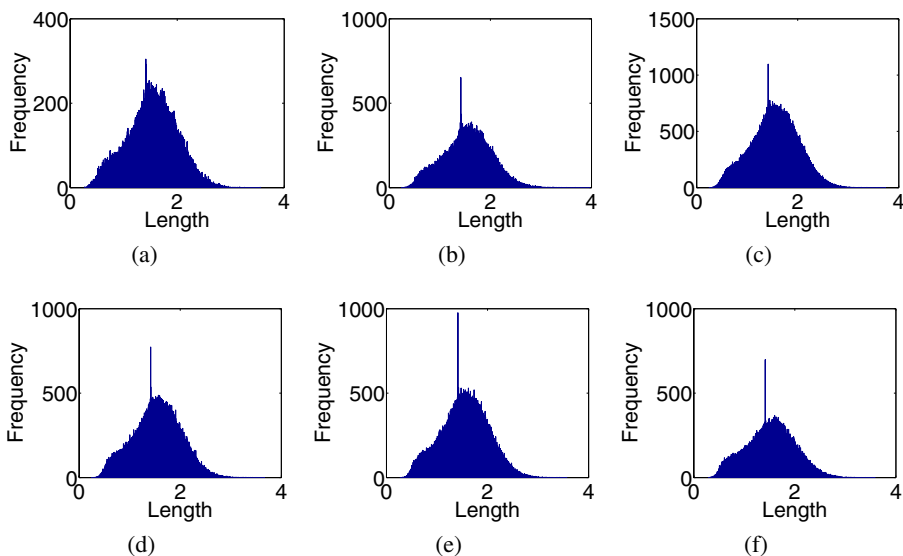 400
200
0
Frequency
0 2 4
Length
(a)
1000
500
0
Frequency
0 2 4
Length
(b)
1500
1000
500
0
Frequency
0 2 4
Length
(c)
1000
500
0
Frequency
0 2 4
Length
(d)
1000
500
0
Frequency
0 2 4
Length
(e)
1000
500
0
Frequency
0 2 4
Length
(f)